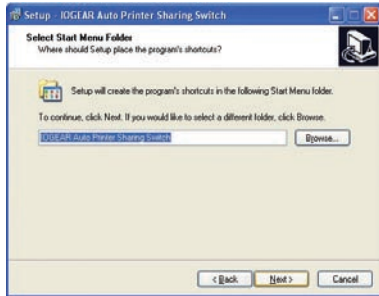 Setup - IOGEAR Auto Printer Sharing Switch
Select Start Menu Folder
Where should Setup place the program's shortcuts?
Setup will create the program's shortcuts in the following Start Menu folder.
To continue, click Next. If you would like to select a different folder, click Browse.
IOGEAR Auto Printer Sharing Switch
Browse...
< Back
Next >
Cancel